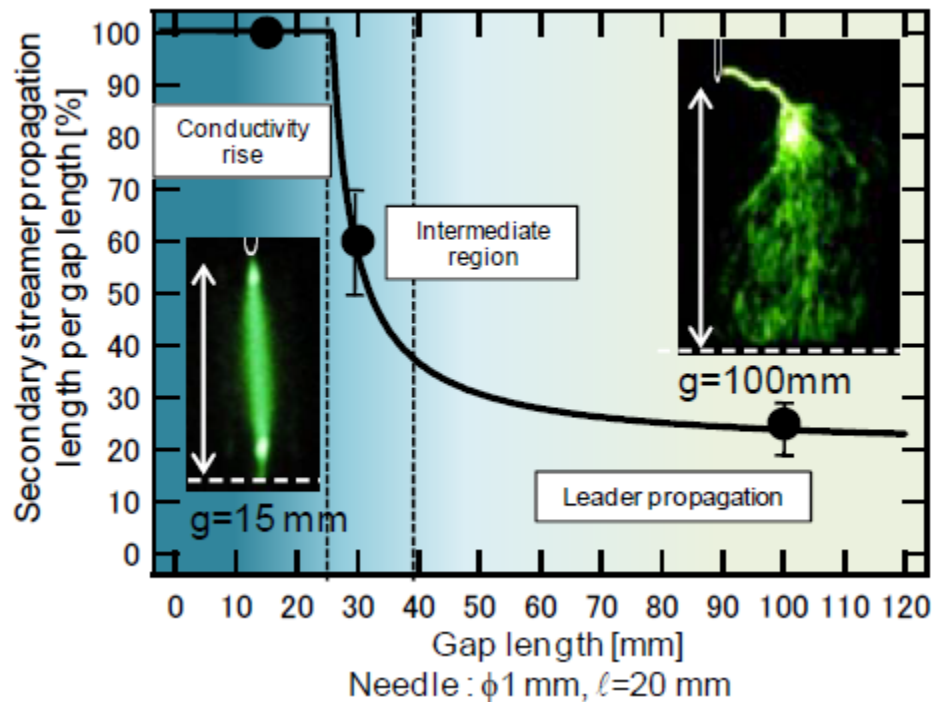 Secondary streamer propagation
length per gap length [%]
100
90
80
70
60
50
40
30
20
10
0
Conductivity
rise
Intermediate
region
Leader propagation
g=15 mm
g=100mm
0 10 20 30 40 50 60 70 80 90 100 110 120
Gap length [mm]
Needle : ϕ1 mm, ℓ=20 mm